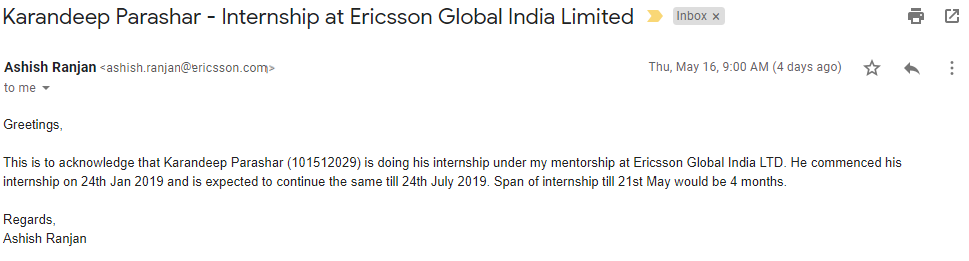 Karandeep Parashar - Internship at Ericsson Global India Limited Inbox ×
Ashish Ranjan <ashish.ranjan@ericsson.com> Thu, May 16, 9:00 AM (4 days ago)
to me
Greetings,
This is to acknowledge that Karandeep Parashar (101512029) is doing his internship under my mentorship at Ericsson Global India LTD. He commenced his
internship on 24th Jan 2019 and is expected to continue the same till 24th July 2019. Span of internship till 21st May would be 4 months.
Regards,
Ashish Ranjan